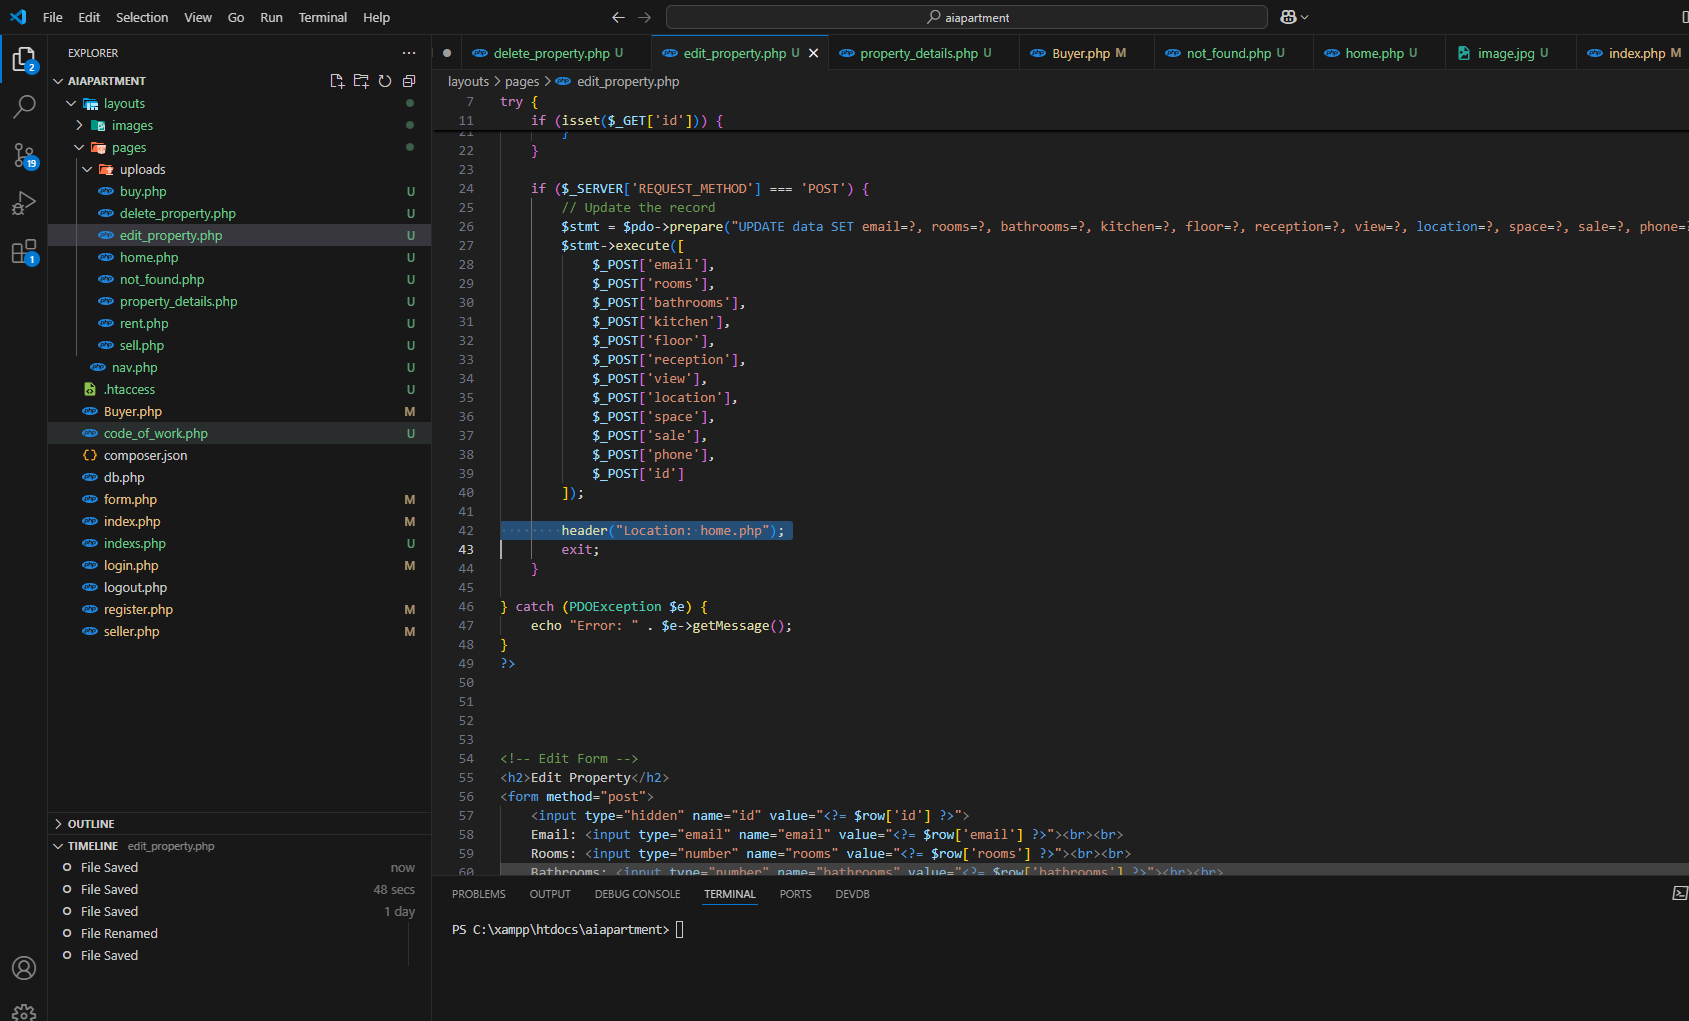 File Edit Selection View Go Run Terminal Help
aiapartment
EXPLORER
delete_property.php U
edit_property.php U
property_details.php U
Buyer.php M
not_found.php U
home.php U
image.jpg U
index.php M
AIAPARTMENT
layouts
images
pages
uploads
buy.php U
delete_property.php U
edit_property.php U
home.php U
not_found.php U
property_details.php U
rent.php U
sell.php U
nav.php U
.htaccess U
Buyer.php M
code_of_work.php U
composer.json
db.php
form.php M
index.php M
indexs.php U
login.php M
logout.php
register.php M
seller.php M
2
19
1
OUTLINE
TIMELINE edit_property.php
File Saved now
File Saved 48 secs
File Saved 1 day
File Renamed
File Saved
layouts > pages > edit_property.php
7 try {
11 if (isset($_GET['id'])) {
21 }
22 }
23
24 if ($_SERVER['REQUEST_METHOD'] === 'POST') {
25 // Update the record
26 $stmt = $pdo->prepare("UPDATE data SET email=?, rooms=?, bathrooms=?, kitchen=?, floor=?, reception=?, view=?, location=?, space=?, sale=?, phone=?
27 $stmt->execute([
28 $_POST['email'],
29 $_POST['rooms'],
30 $_POST['bathrooms'],
31 $_POST['kitchen'],
32 $_POST['floor'],
33 $_POST['reception'],
34 $_POST['view'],
35 $_POST['location'],
36 $_POST['space'],
37 $_POST['sale'],
38 $_POST['phone'],
39 $_POST['id']
40 ]);
41
42 header("Location: home.php");
43 exit;
44 }
45
46 } catch (PDOException $e) {
47 echo "Error: " . $e->getMessage();
48 }
49 ?>
50
51
52
53
54 <!-- Edit Form -->
55 <h2>Edit Property</h2>
56 <form method="post">
57 <input type="hidden" name="id" value="<?= $row['id'] ?>">
58 Email: <input type="email" name="email" value="<?= $row['email'] ?>"><br><br>
59 Rooms: <input type="number" name="rooms" value="<?= $row['rooms'] ?>"><br><br>
60 Bathrooms: <input type="number" name="bathrooms" value="<?= $row['bathrooms'] ?>"><br><br>
PROBLEMS OUTPUT DEBUG CONSOLE TERMINAL PORTS DEVDB
PS C:\xampp\htdocs\aiapartment>